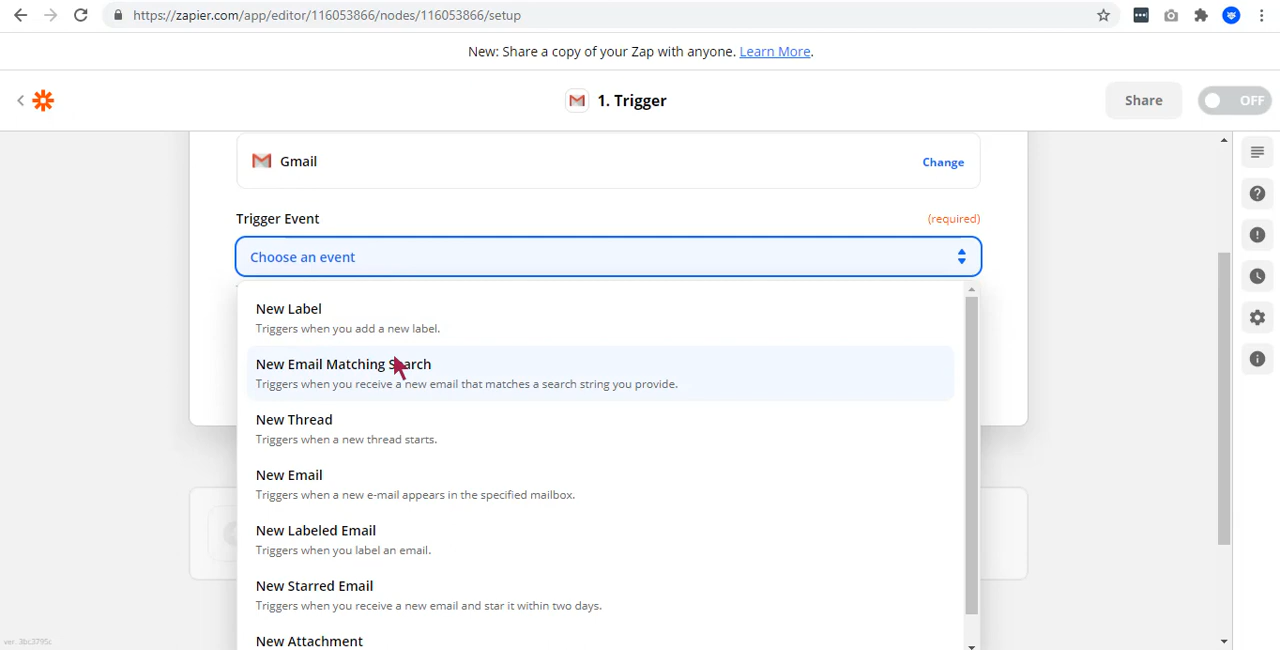 https://zapier.com/app/editor/116053866/nodes/116053866/setup
New: Share a copy of your Zap with anyone. Learn More.
1. Trigger
Share
OFF
Gmail
Change
Trigger Event
(required)
Choose an event
New Label
Triggers when you add a new label.
New Email Matching Search
Triggers when you receive a new email that matches a search string you provide.
New Thread
Triggers when a new thread starts.
New Email
Triggers when a new e-mail appears in the specified mailbox.
New Labeled Email
Triggers when you label an email.
New Starred Email
Triggers when you receive a new email and star it within two days.
New Attachment
ver. 3bc3795c